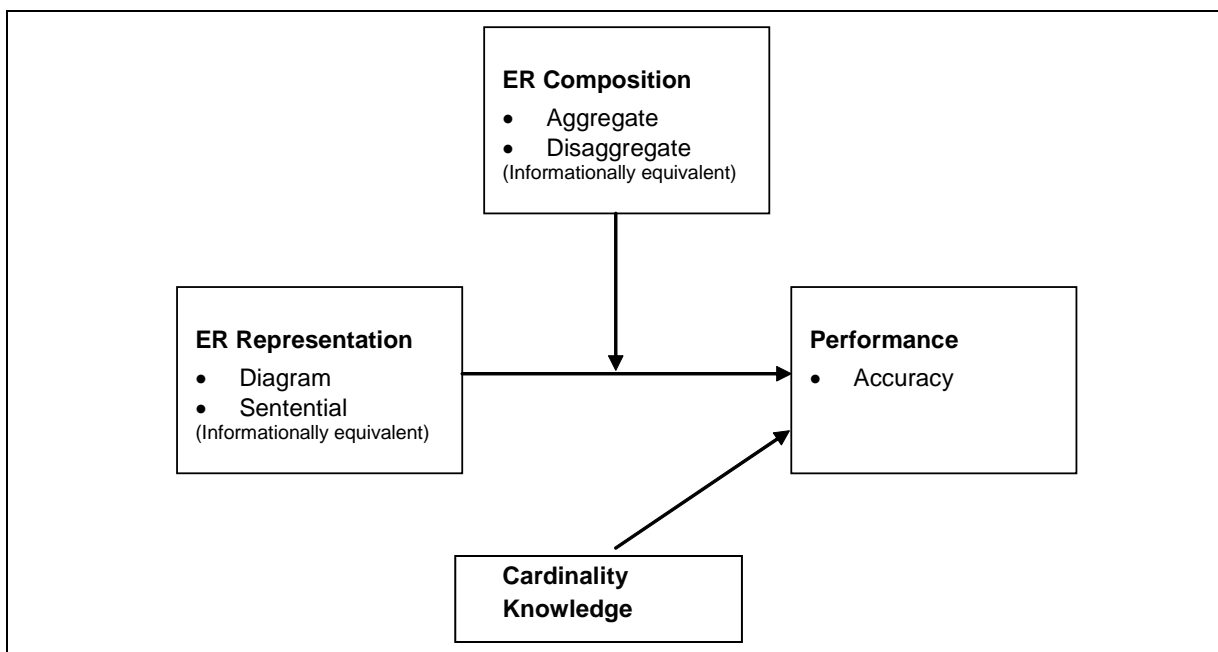 ER Composition
• Aggregate
• Disaggregate
(Informationally equivalent)
ER Representation
• Diagram
• Sentential
(Informationally equivalent)
Performance
• Accuracy
Cardinality
Knowledge